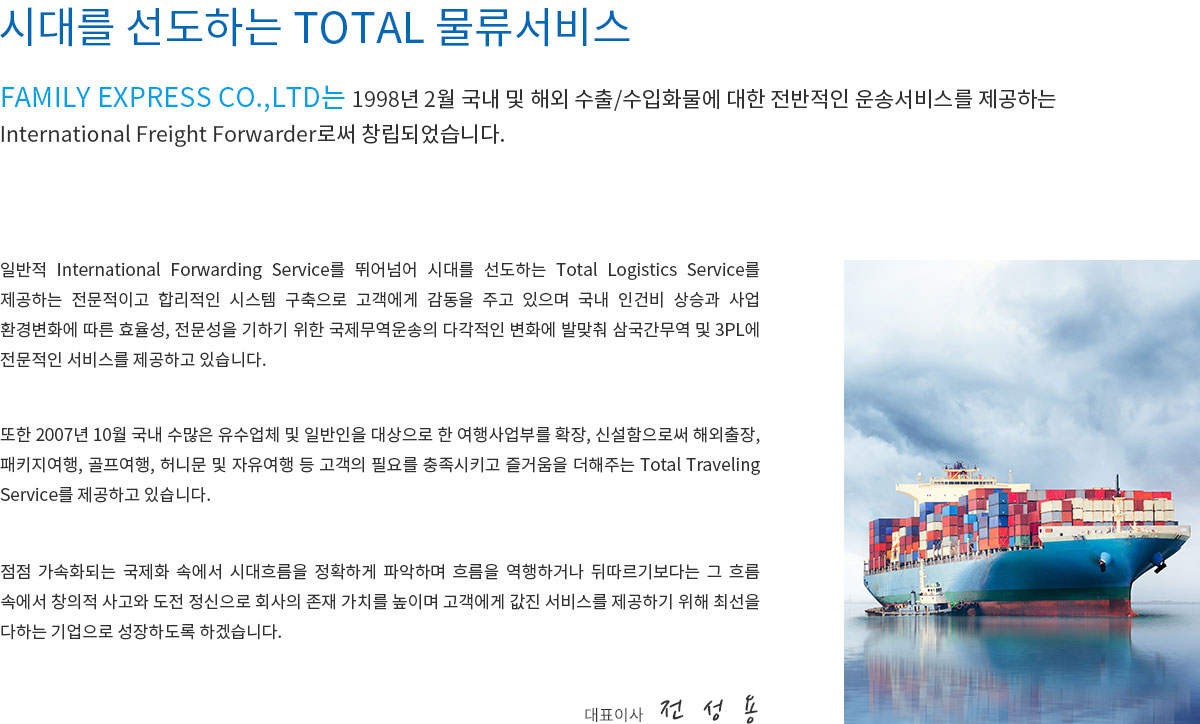 시대를 선도하는 TOTAL 물류서비스
FAMILY EXPRESS CO.,LTD는 1998년 2월 국내 및 해외 수출/수입화물에 대한 전반적인 운송서비스를 제공하는
International Freight Forwarder로써 창립되었습니다.
일반적 International Forwarding Service를 뛰어넘어 시대를 선도하는 Total Logistics Service를
제공하는 전문적이고 합리적인 시스템 구축으로 고객에게 감동을 주고 있으며 국내 인건비 상승과 사업
환경변화에 따른 효율성, 전문성을 기하기 위한 국제무역운송의 다각적인 변화에 발맞춰 삼국간무역 및 3PL에
전문적인 서비스를 제공하고 있습니다.
또한 2007년 10월 국내 수많은 유수업체 및 일반인을 대상으로 한 여행사업부를 확장, 신설함으로써 해외출장,
패키지여행, 골프여행, 허니문 및 자유여행 등 고객의 필요를 충족시키고 즐거움을 더해주는 Total Traveling
Service를 제공하고 있습니다.
점점 가속화되는 국제화 속에서 시대흐름을 정확하게 파악하며 흐름을 역행하거나 뒤따르기보다는 그 흐름
속에서 창의적 사고와 도전 정신으로 회사의 존재 가치를 높이며 고객에게 값진 서비스를 제공하기 위해 최선을
다하는 기업으로 성장하도록 하겠습니다.
대표이사 전 성 용